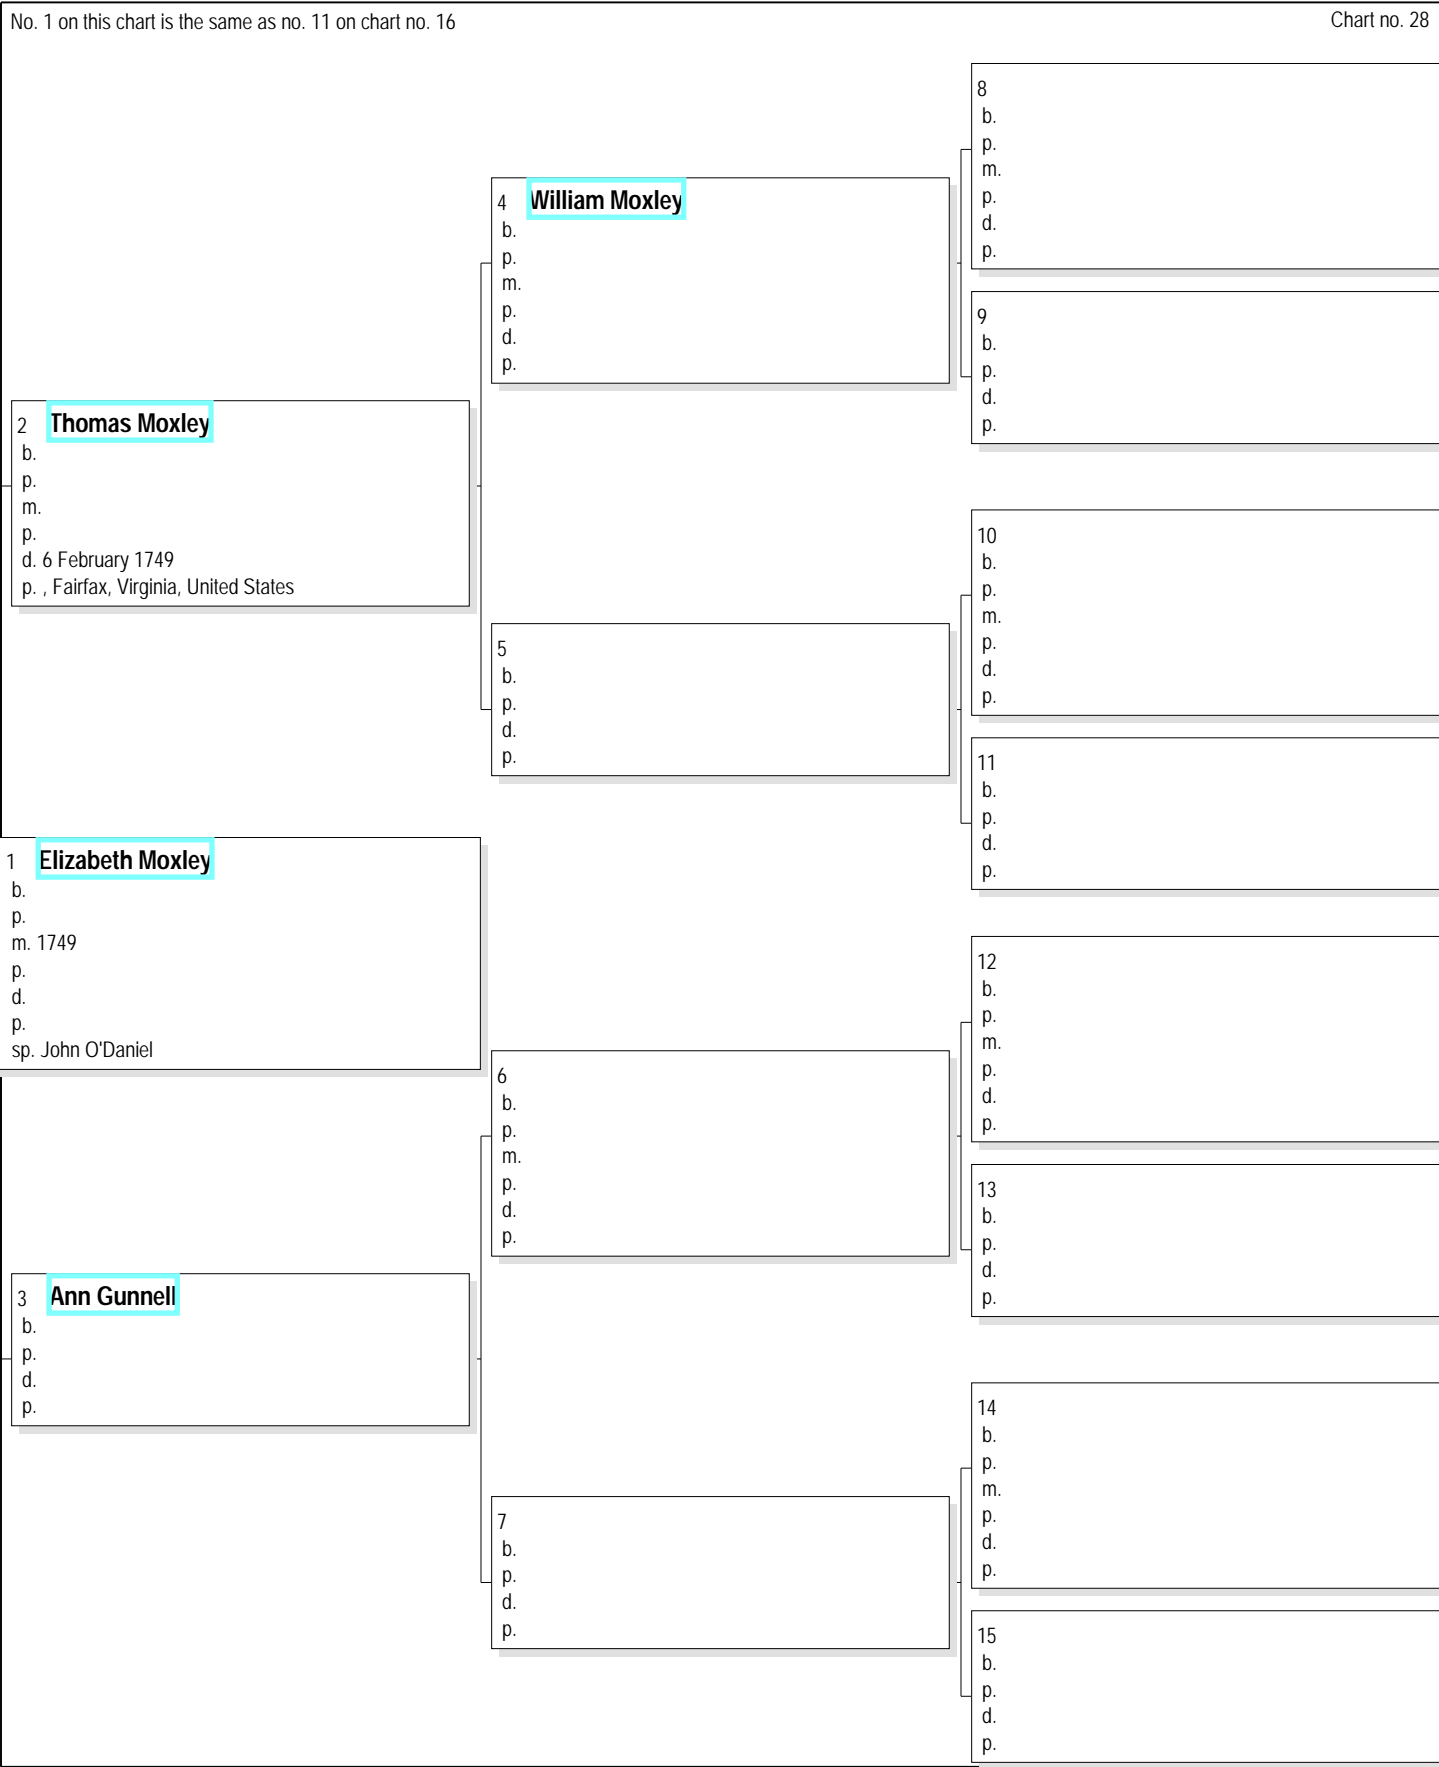 No. 1 on this chart is the same as no. 11 on chart no. 16
Chart no. 28
8
b.
p.
m.
p.
d.
p.
4 William Moxley
b.
p.
m.
p.
d.
p.
9
b.
p.
d.
p.
2 Thomas Moxley
b.
p.
m.
p.
d. 6 February 1749
p. , Fairfax, Virginia, United States
10
b.
p.
m.
p.
d.
p.
5
b.
p.
d.
p.
11
b.
p.
d.
p.
1 Elizabeth Moxley
b.
p.
m. 1749
p.
d.
p.
sp. John O'Daniel
12
b.
p.
m.
p.
d.
p.
6
b.
p.
m.
p.
d.
p.
13
b.
p.
d.
p.
3 Ann Gunnell
b.
p.
d.
p.
14
b.
p.
m.
p.
d.
p.
7
b.
p.
d.
p.
15
b.
p.
d.
p.